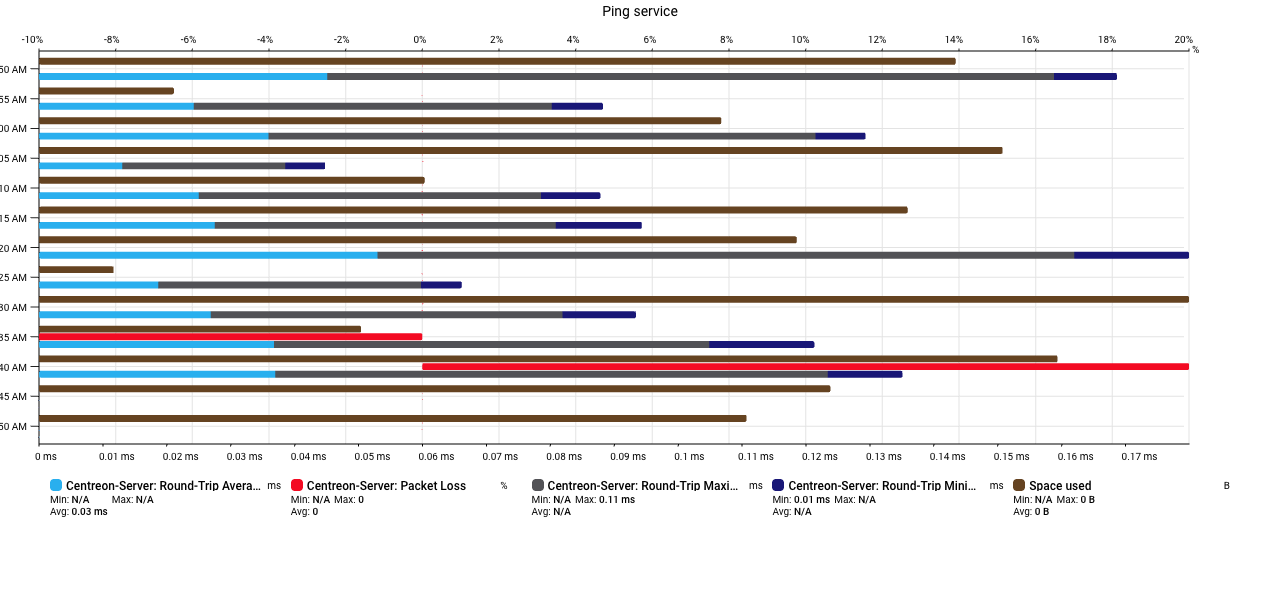 Ping service
-10% -8% -6% -4% -2% 0% 2% 4% 6% 8% 10% 12% 14% 16% 18% 20%
%
50 AM
55 AM
00 AM
05 AM
10 AM
15 AM
20 AM
25 AM
30 AM
35 AM
40 AM
45 AM
50 AM
0 ms 0.01 ms 0.02 ms 0.03 ms 0.04 ms 0.05 ms 0.06 ms 0.07 ms 0.08 ms 0.09 ms 0.1 ms 0.11 ms 0.12 ms 0.13 ms 0.14 ms 0.15 ms 0.16 ms 0.17 ms
Centreon-Server: Round-Trip Avera... ms
Min: N/A Max: N/A
Avg: 0.03 ms
Centreon-Server: Packet Loss %
Min: N/A Max: 0
Avg: 0
Centreon-Server: Round-Trip Maxi... ms
Min: N/A Max: 0.11 ms
Avg: N/A
Centreon-Server: Round-Trip Mini... ms
Min: 0.01 ms Max: N/A
Avg: N/A
Space used B
Min: N/A Max: 0 B
Avg: 0 B